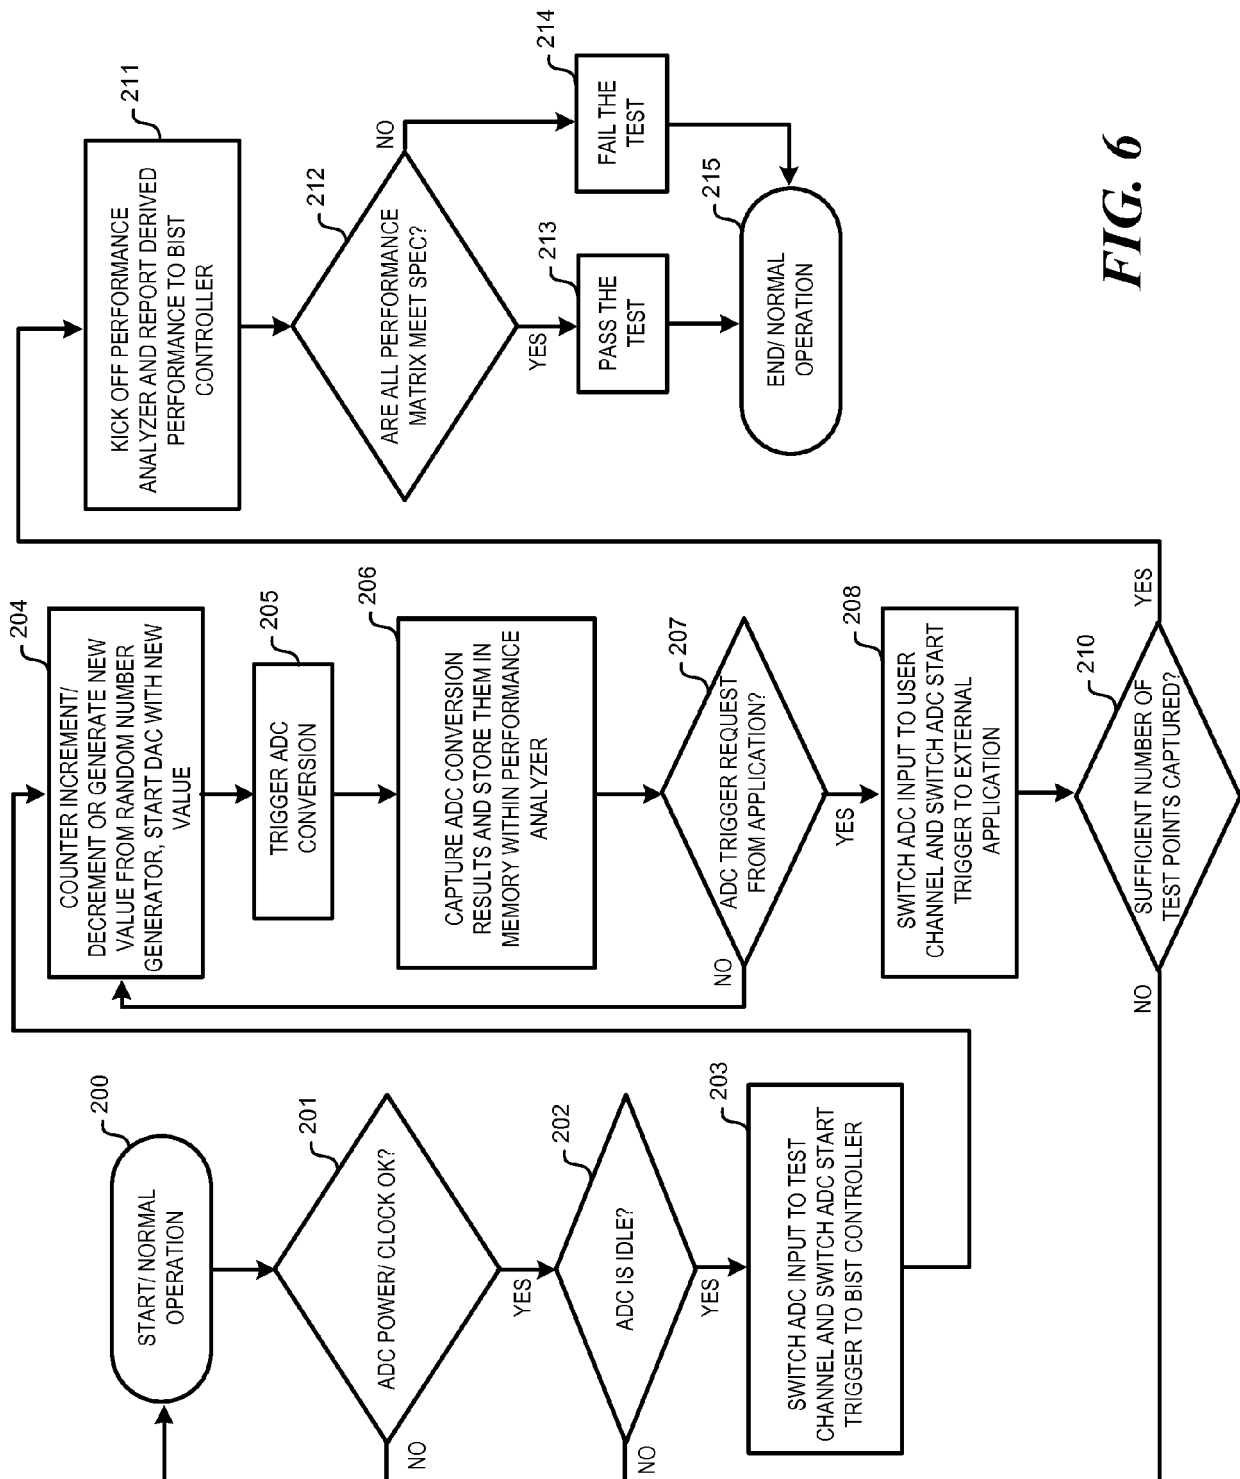 200
START/ NORMAL
OPERATION
201
ADC POWER/ CLOCK OK?
NO
YES
202
ADC IS IDLE?
NO
YES
203
SWITCH ADC INPUT TO TEST
CHANNEL AND SWITCH ADC START
TRIGGER TO BIST CONTROLLER
204
COUNTER INCREMENT/
DECREMENT OR GENERATE NEW
VALUE FROM RANDOM NUMBER
GENERATOR, START DAC WITH NEW
VALUE
205
TRIGGER ADC
CONVERSION
206
CAPTURE ADC CONVERSION
RESULTS AND STORE THEM IN
MEMORY WITHIN PERFORMANCE
ANALYZER
207
ADC TRIGGER REQUEST
FROM APPLICATION?
NO
YES
208
SWITCH ADC INPUT TO USER
CHANNEL AND SWITCH ADC START
TRIGGER TO EXTERNAL
APPLICATION
210
SUFFICIENT NUMBER OF
TEST POINTS CAPTURED?
NO
YES
211
KICK OFF PERFORMANCE
ANALYZER AND REPORT DERIVED
PERFORMANCE TO BIST
CONTROLLER
212
ARE ALL PERFORMANCE
MATRIX MEET SPEC?
NO
YES
213
PASS THE
TEST
214
FAIL THE
TEST
215
END/ NORMAL
OPERATION
FIG. 6